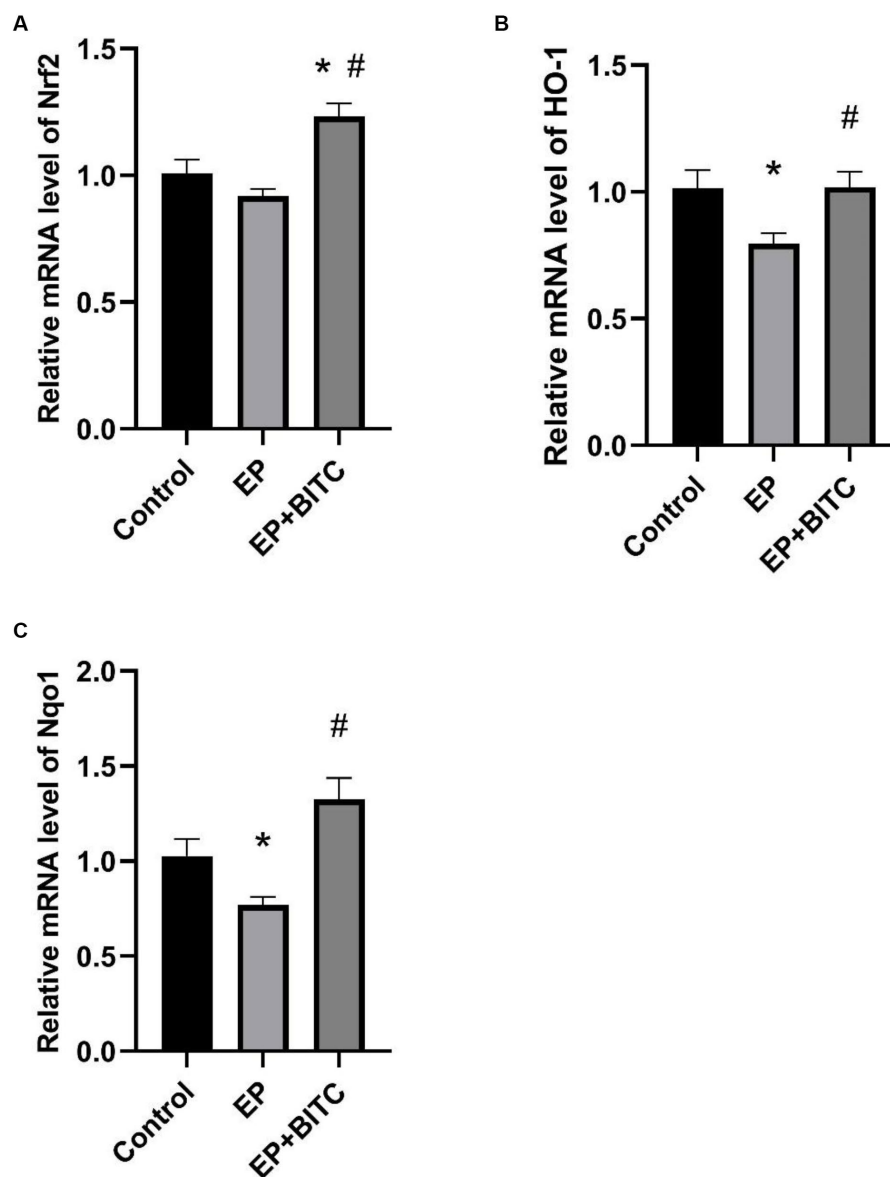 A
Relative mRNA level of Nrf2
1.5
1.0
0.5
0.0
* #
Control
EP
EP+BITC
B
Relative mRNA level of HO-1
1.5
1.0
0.5
0.0
*
#
Control
EP
EP+BITC
C
Relative mRNA level of Nqo1
2.0
1.5
1.0
0.5
0.0
*
#
Control
EP
EP+BITC